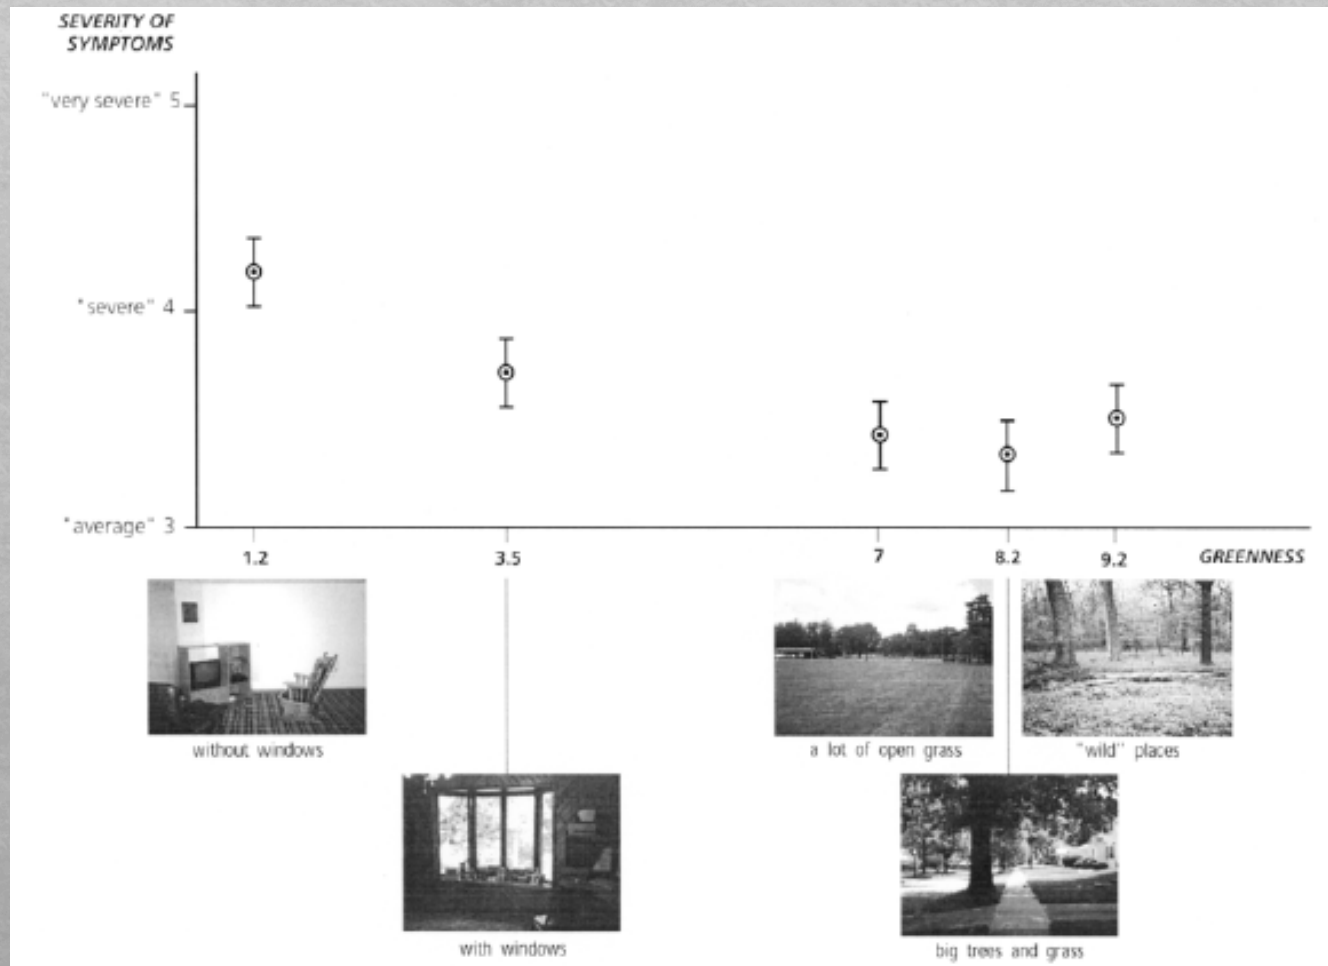 SEVERITY OF
SYMPTOMS
"very severe" 5
"severe" 4
"average" 3
1.2
3.5
7
8.2
9.2
GREENNESS
without windows
with windows
a lot of open grass
"wild" places
big trees and grass